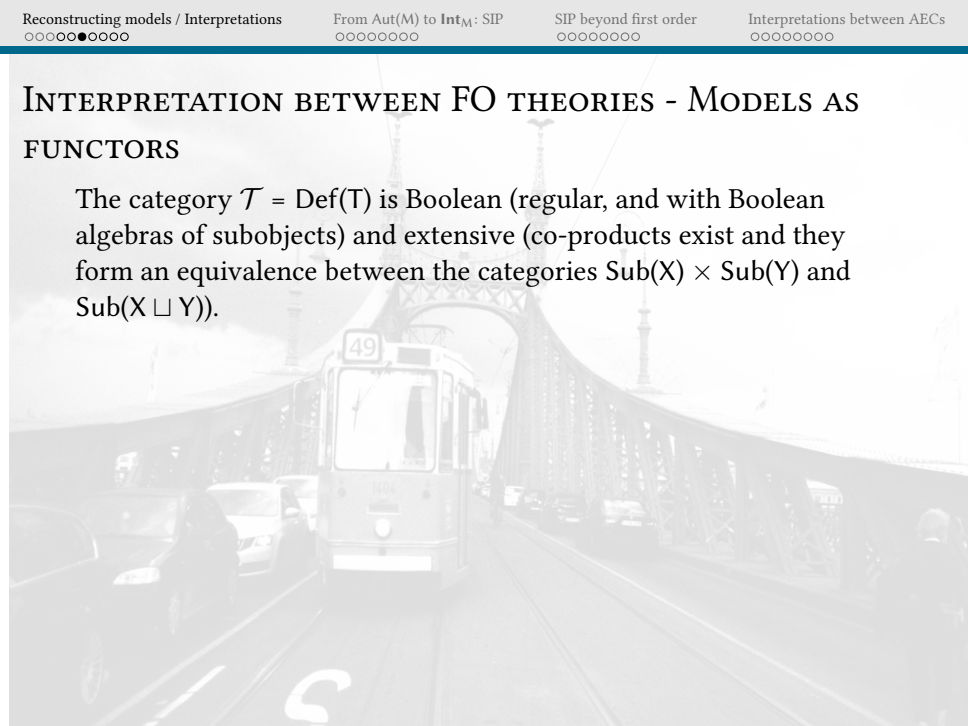 Reconstructing models / Interpretations From Aut(M) to Int_M: SIP SIP beyond first order Interpretations between AECs
Interpretation between FO theories - Models as
functors
The category 𝒯 = Def(T) is Boolean (regular, and with Boolean
algebras of subobjects) and extensive (co-products exist and they
form an equivalence between the categories Sub(X) × Sub(Y) and
Sub(X ⊔ Y)).
49